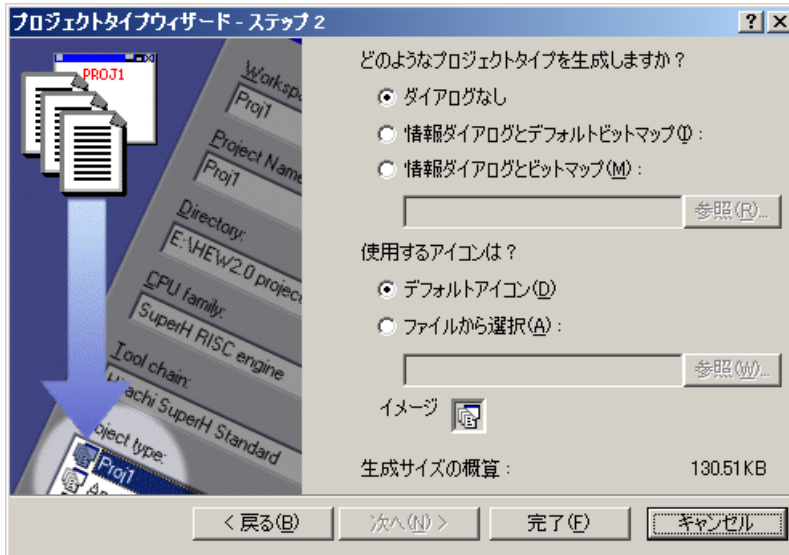 プロジェクトタイプウィザード - ステップ 2
PROJ1
Proj1
Project Name
Proj1
Directory:
E:\HEW2.0 project
CPU family:
SuperH RISC engine
Tool chain:
Hitachi SuperH Standard
Project type:
Proj1
どのようなプロジェクトタイプを生成しますか?
ダイアログなし
情報ダイアログとデフォルトビットマップ(I):
情報ダイアログとビットマップ(M):
参照(R)...
使用するアイコンは?
デフォルトアイコン(D)
ファイルから選択(A):
参照(W)...
イメージ
生成サイズの概算:
130.51KB
< 戻る(B)
次へ(N) >
完了(F)
キャンセル